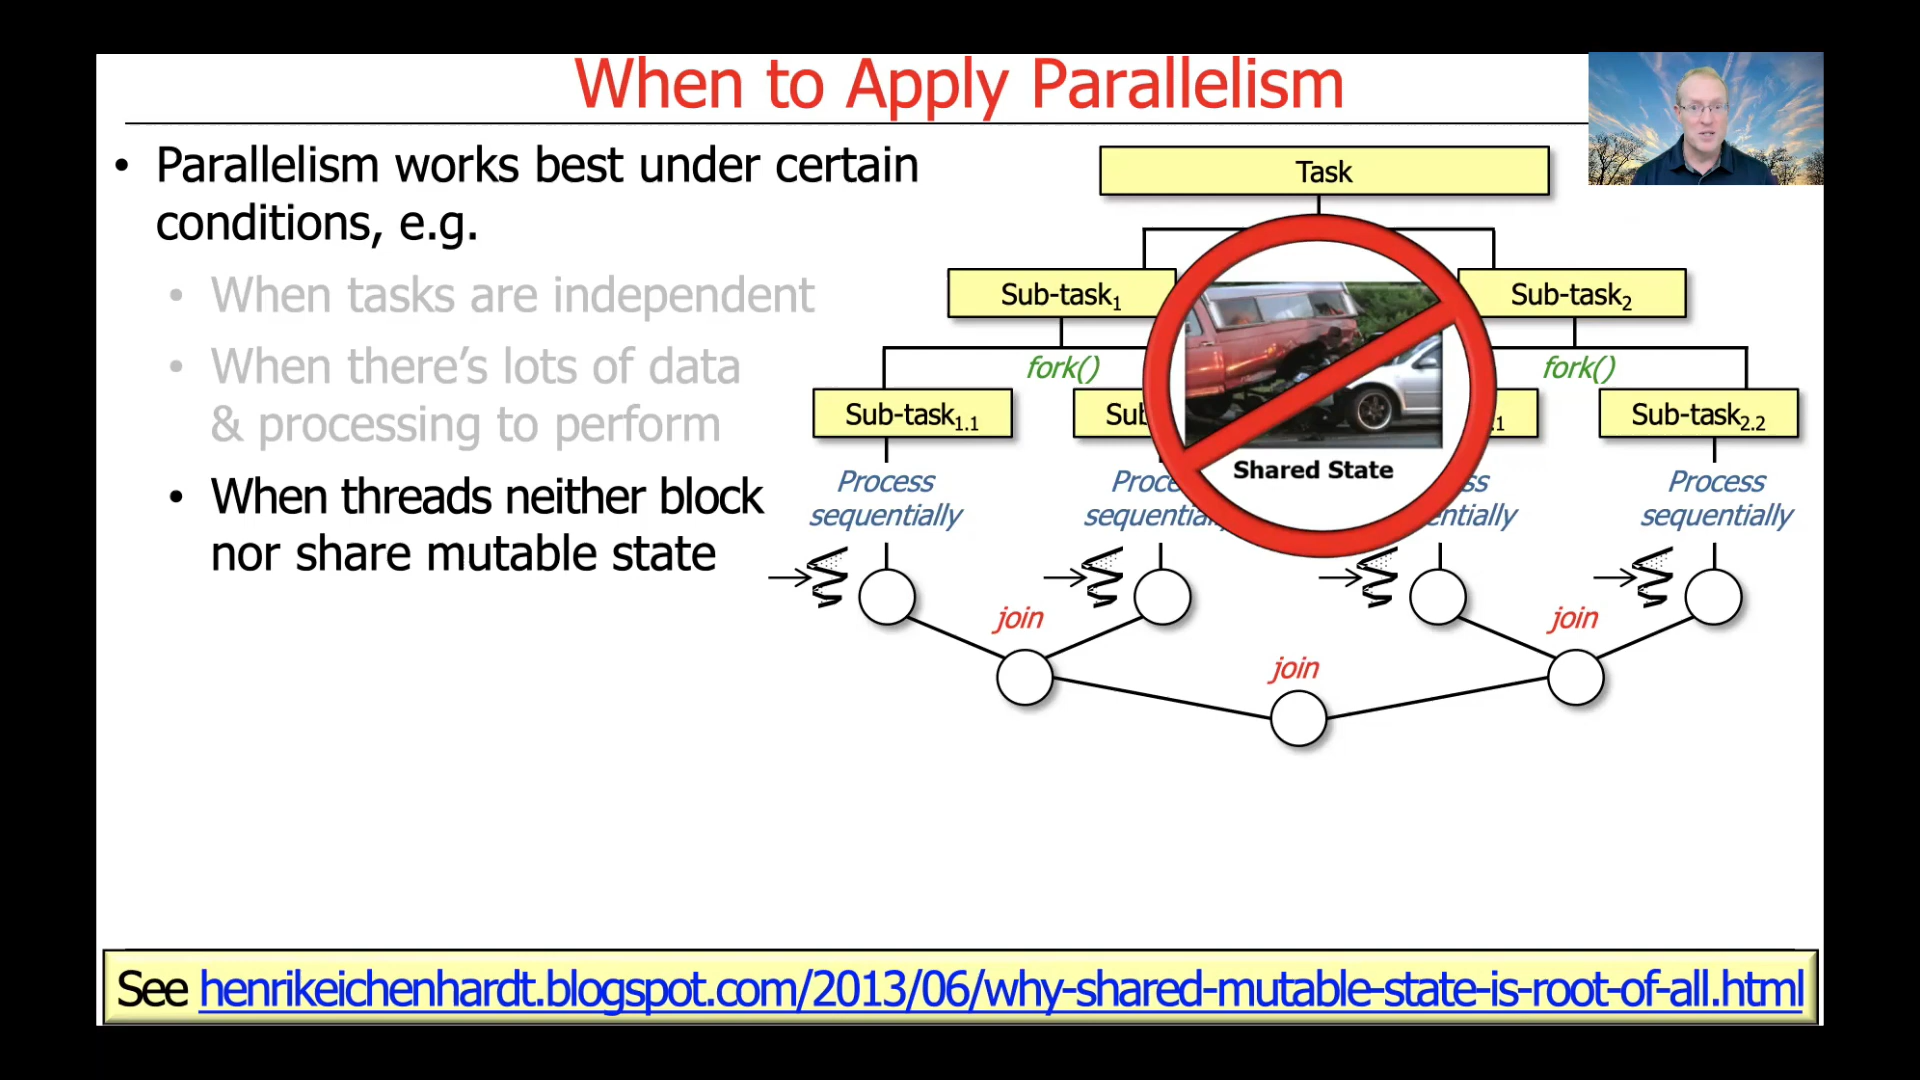 When to Apply Parallelism
• Parallelism works best under certain
conditions, e.g.
• When tasks are independent
• When there's lots of data
& processing to perform
• When threads neither block
nor share mutable state
Task
Sub-task1
Sub-task2
fork()
fork()
Sub-task1.1
Sub-task2.2
Shared State
Process
sequentially
Process
sequentially
join
join
join
See henrikeichenhardt.blogspot.com/2013/06/why-shared-mutable-state-is-root-of-all.html